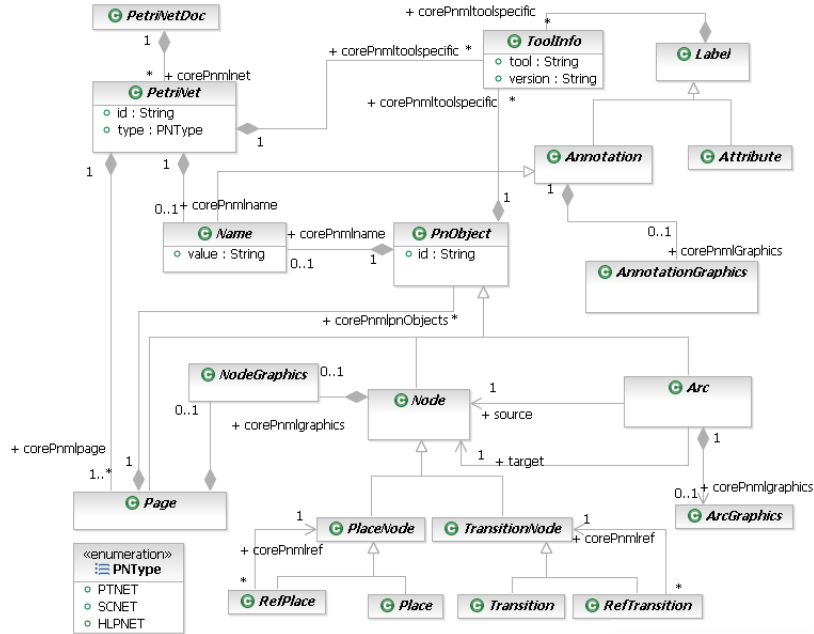 PetriNetDoc
1
* + corePnmlnet
PetriNet
id : String
type : PNType
1
1
1
+ corePnmltoolspecific *
+ corePnmltoolspecific
*
ToolInfo
tool : String
version : String
+ corePnmltoolspecific *
1
Label
Annotation
Attribute
1
0..1
+ corePnmlGraphics
AnnotationGraphics
0..1 + corePnmlname
Name
value : String
+ corePnmlname
0..1
1
PnObject
id : String
+ corePnmlpnObjects *
NodeGraphics
0..1
0..1
+ corePnmlgraphics
Node
1
+ source
1
+ target
Arc
1
0..1
+ corePnmlgraphics
ArcGraphics
+ corePnmlpage
1..*
1
Page
PlaceNode
1
+ corePnmlref
*
TransitionNode
1
+ corePnmlref
*
RefPlace
Place
Transition
RefTransition
«enumeration»
PNType
PTNET
SCNET
HLPNET